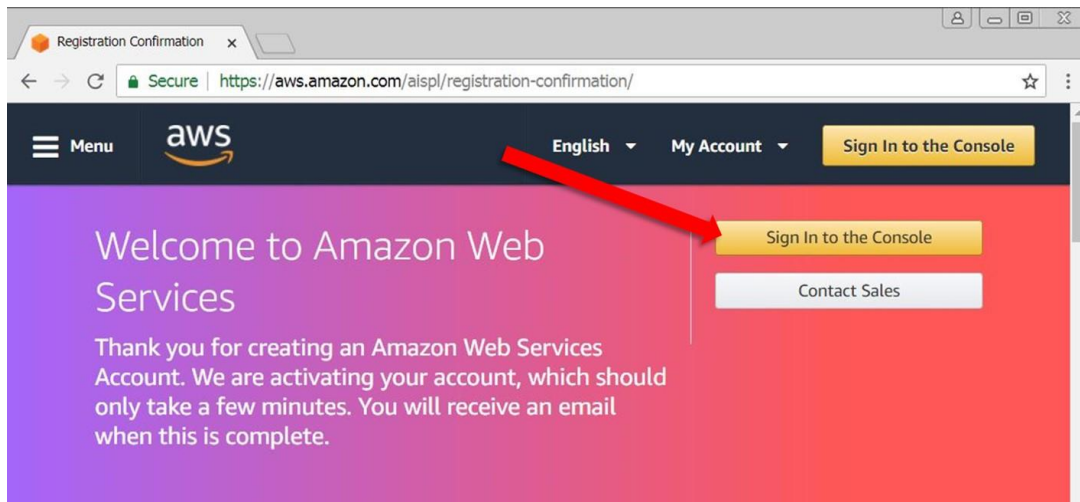 Registration Confirmation
Secure | https://aws.amazon.com/aispl/registration-confirmation/
Menu
aws
English
My Account
Sign In to the Console
Welcome to Amazon Web
Services
Thank you for creating an Amazon Web Services
Account. We are activating your account, which should
only take a few minutes. You will receive an email
when this is complete.
Sign In to the Console
Contact Sales